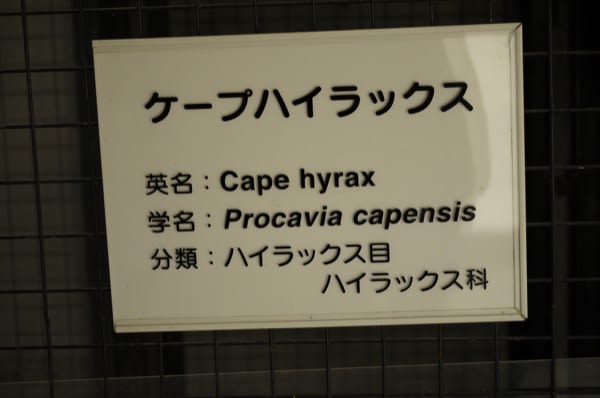 ケープハイラックス
英名：Cape hyrax
学名：Procavia capensis
分類：ハイラックス目
ハイラックス科